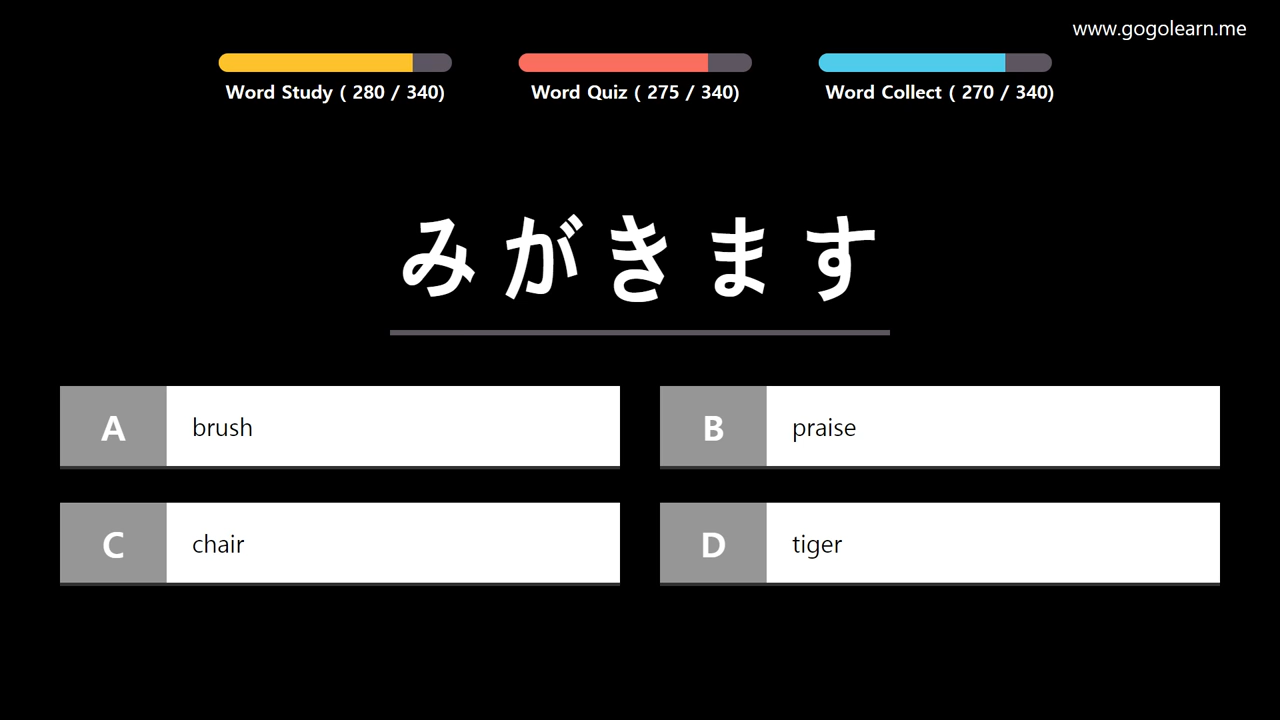 www.gogolearn.me
Word Study ( 280 / 340)
Word Quiz ( 275 / 340)
Word Collect ( 270 / 340)
みがきます
A brush
B praise
C chair
D tiger